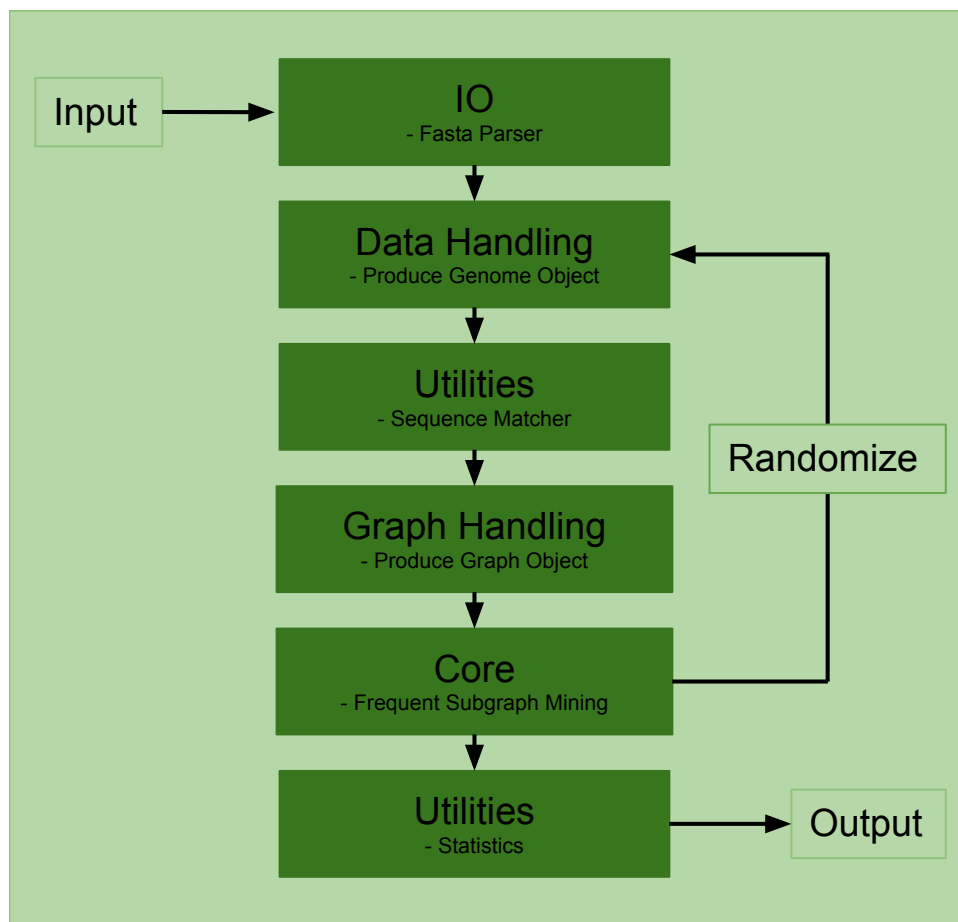 Input
IO
- Fasta Parser
Data Handling
- Produce Genome Object
Utilities
- Sequence Matcher
Randomize
Graph Handling
- Produce Graph Object
Core
- Frequent Subgraph Mining
Utilities
- Statistics
Output